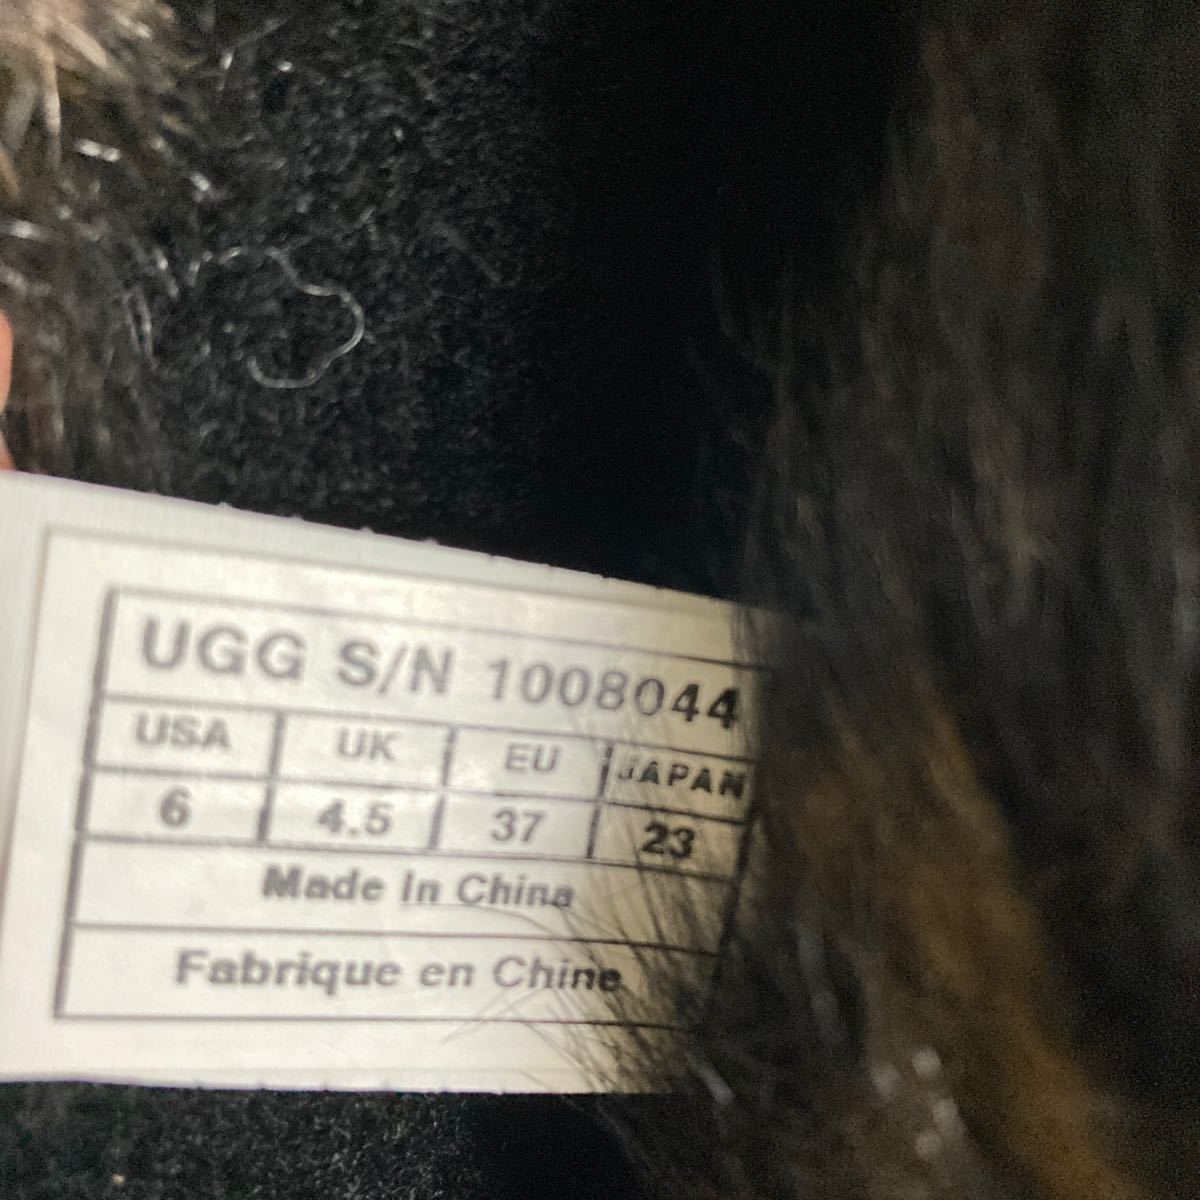 UGG S/N 1008044
USA UK EU JAPAN
6 4.5 37 23
Made In China
Fabrique en Chine